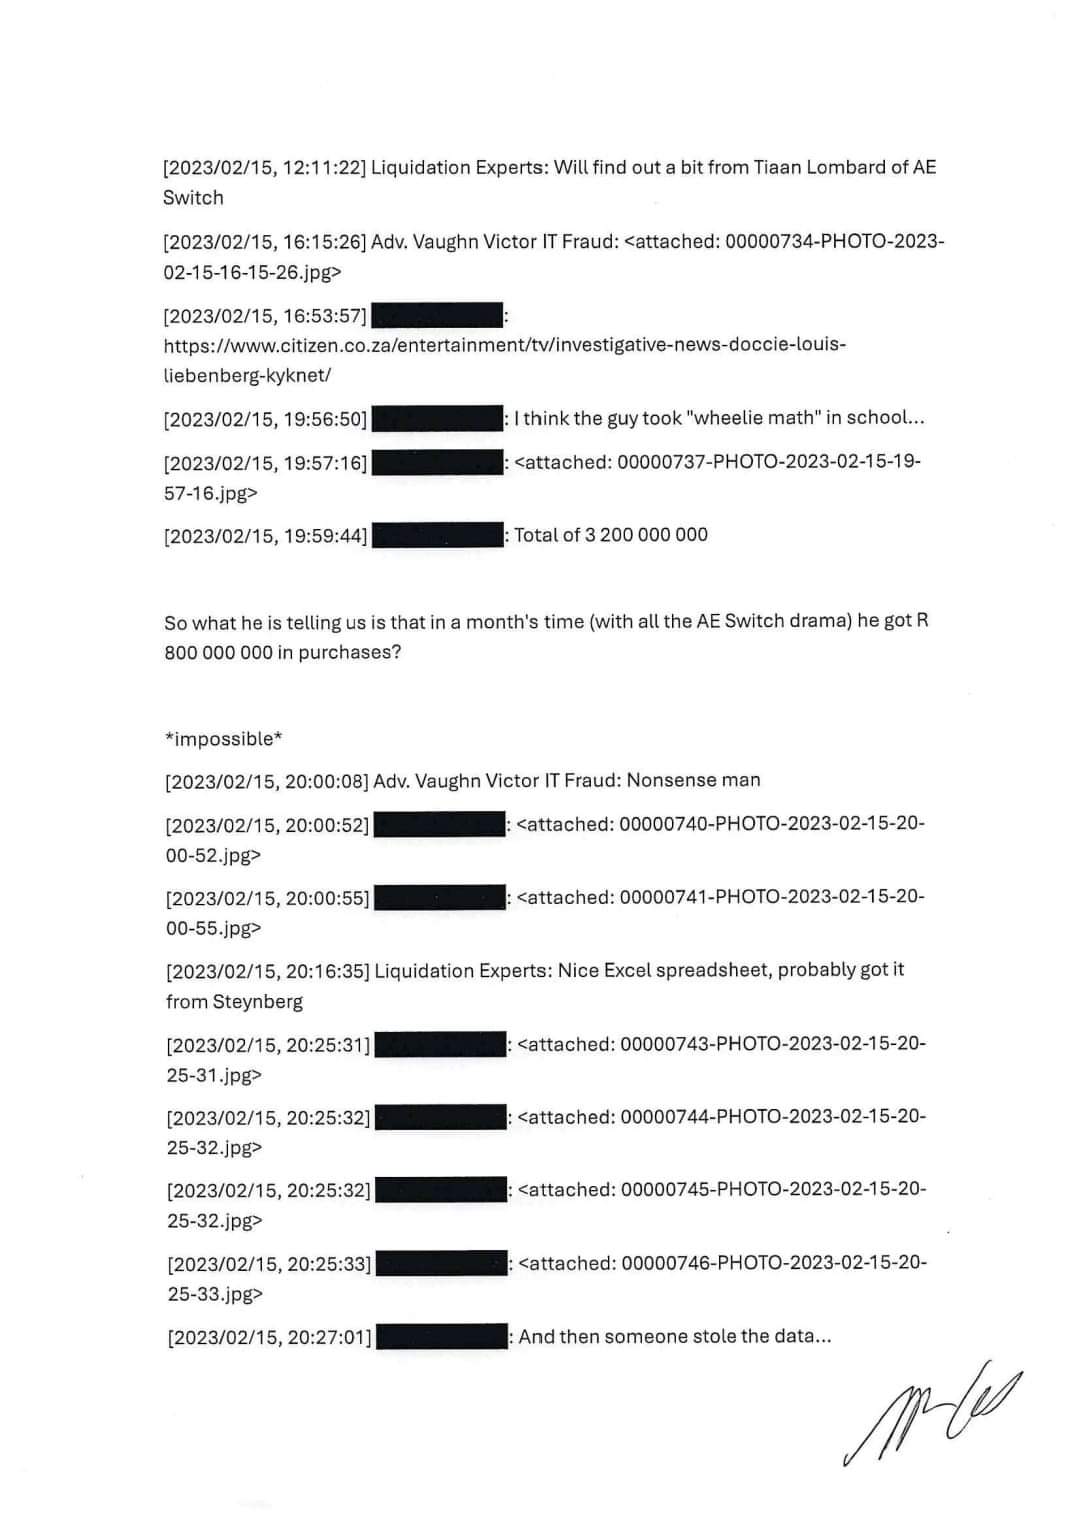 [2023/02/15, 12:11:22] Liquidation Experts: Will find out a bit from Tiaan Lombard of AE
Switch
[2023/02/15, 16:15:26] Adv. Vaughn Victor IT Fraud: <attached: 00000734-PHOTO-2023-
02-15-16-15-26.jpg>
[2023/02/15, 16:53:57] :
https://www.citizen.co.za/entertainment/tv/investigative-news-doccie-louis-
liebenberg-kyknet/
[2023/02/15, 19:56:50] : I think the guy took "wheelie math" in school...
[2023/02/15, 19:57:16] : <attached: 00000737-PHOTO-2023-02-15-19-
57-16.jpg>
[2023/02/15, 19:59:44] : Total of 3 200 000 000
So what he is telling us is that in a month's time (with all the AE Switch drama) he got R
800 000 000 in purchases?
*impossible*
[2023/02/15, 20:00:08] Adv. Vaughn Victor IT Fraud: Nonsense man
[2023/02/15, 20:00:52] : <attached: 00000740-PHOTO-2023-02-15-20-
00-52.jpg>
[2023/02/15, 20:00:55] : <attached: 00000741-PHOTO-2023-02-15-20-
00-55.jpg>
[2023/02/15, 20:16:35] Liquidation Experts: Nice Excel spreadsheet, probably got it
from Steynberg
[2023/02/15, 20:25:31] : <attached: 00000743-PHOTO-2023-02-15-20-
25-31.jpg>
[2023/02/15, 20:25:32] : <attached: 00000744-PHOTO-2023-02-15-20-
25-32.jpg>
[2023/02/15, 20:25:32] : <attached: 00000745-PHOTO-2023-02-15-20-
25-32.jpg>
[2023/02/15, 20:25:33] : <attached: 00000746-PHOTO-2023-02-15-20-
25-33.jpg>
[2023/02/15, 20:27:01] : And then someone stole the data...